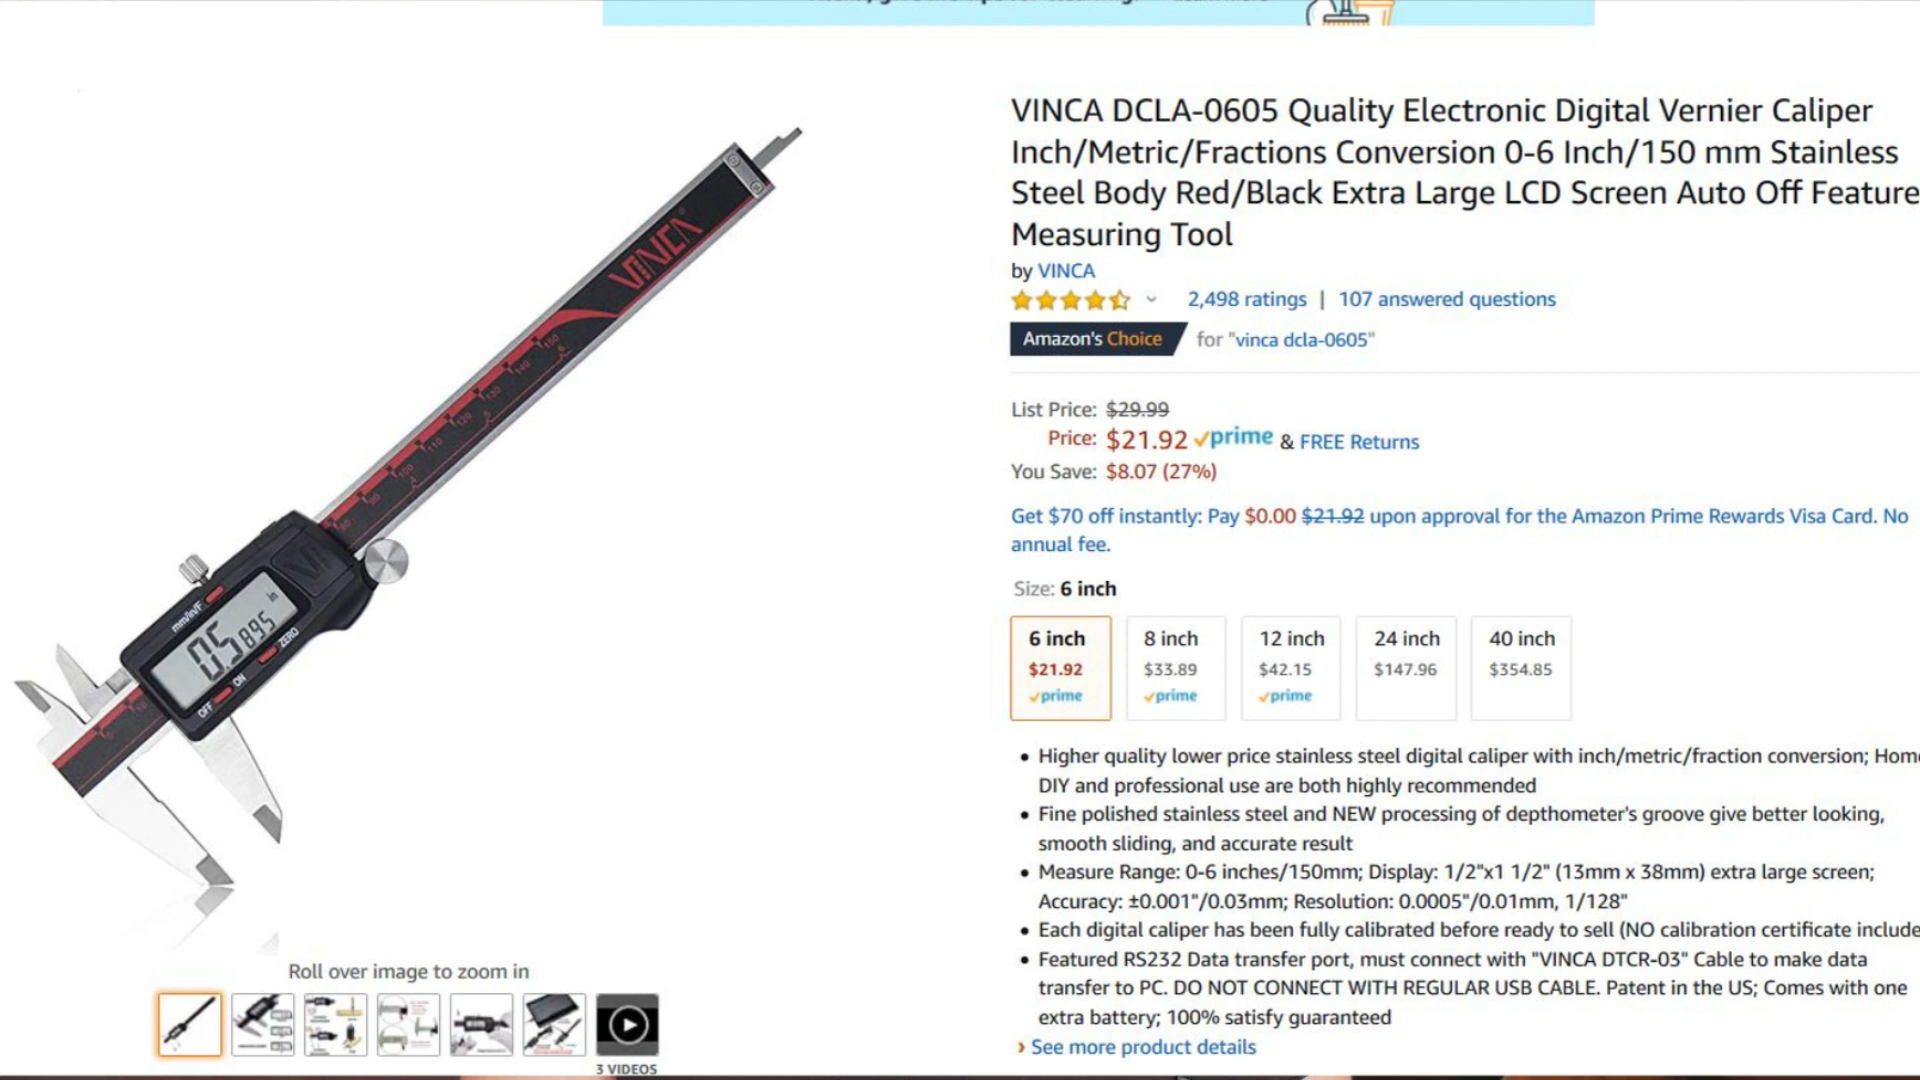 VINCA DCLA-0605 Quality Electronic Digital Vernier Caliper
Inch/Metric/Fractions Conversion 0-6 Inch/150 mm Stainless
Steel Body Red/Black Extra Large LCD Screen Auto Off Feature
Measuring Tool
by VINCA
2,498 ratings | 107 answered questions
Amazon's Choice for "vinca dcla-0605"
List Price: $29.99
Price: $21.92 prime & FREE Returns
You Save: $8.07 (27%)
Get $70 off instantly: Pay $0.00 $21.92 upon approval for the Amazon Prime Rewards Visa Card. No
annual fee.
Size: 6 inch
6 inch 8 inch 12 inch 24 inch 40 inch
$21.92 $33.89 $42.15 $147.96 $354.85
prime prime prime
Higher quality lower price stainless steel digital caliper with inch/metric/fraction conversion; Home
DIY and professional use are both highly recommended
Fine polished stainless steel and NEW processing of depthometer's groove give better looking,
smooth sliding, and accurate result
Measure Range: 0-6 inches/150mm; Display: 1/2"x1 1/2" (13mm x 38mm) extra large screen;
Accuracy: ±0.001"/0.03mm; Resolution: 0.0005"/0.01mm, 1/128"
Each digital caliper has been fully calibrated before ready to sell (NO calibration certificate include
Featured RS232 Data transfer port, must connect with "VINCA DTCR-03" Cable to make data
transfer to PC. DO NOT CONNECT WITH REGULAR USB CABLE. Patent in the US; Comes with one
extra battery; 100% satisfy guaranteed
See more product details
VINCA
150
140
130
120
110
100
mm/in/F
in
0.5895
ZERO
ON
OFF
Roll over image to zoom in
3 VIDEOS